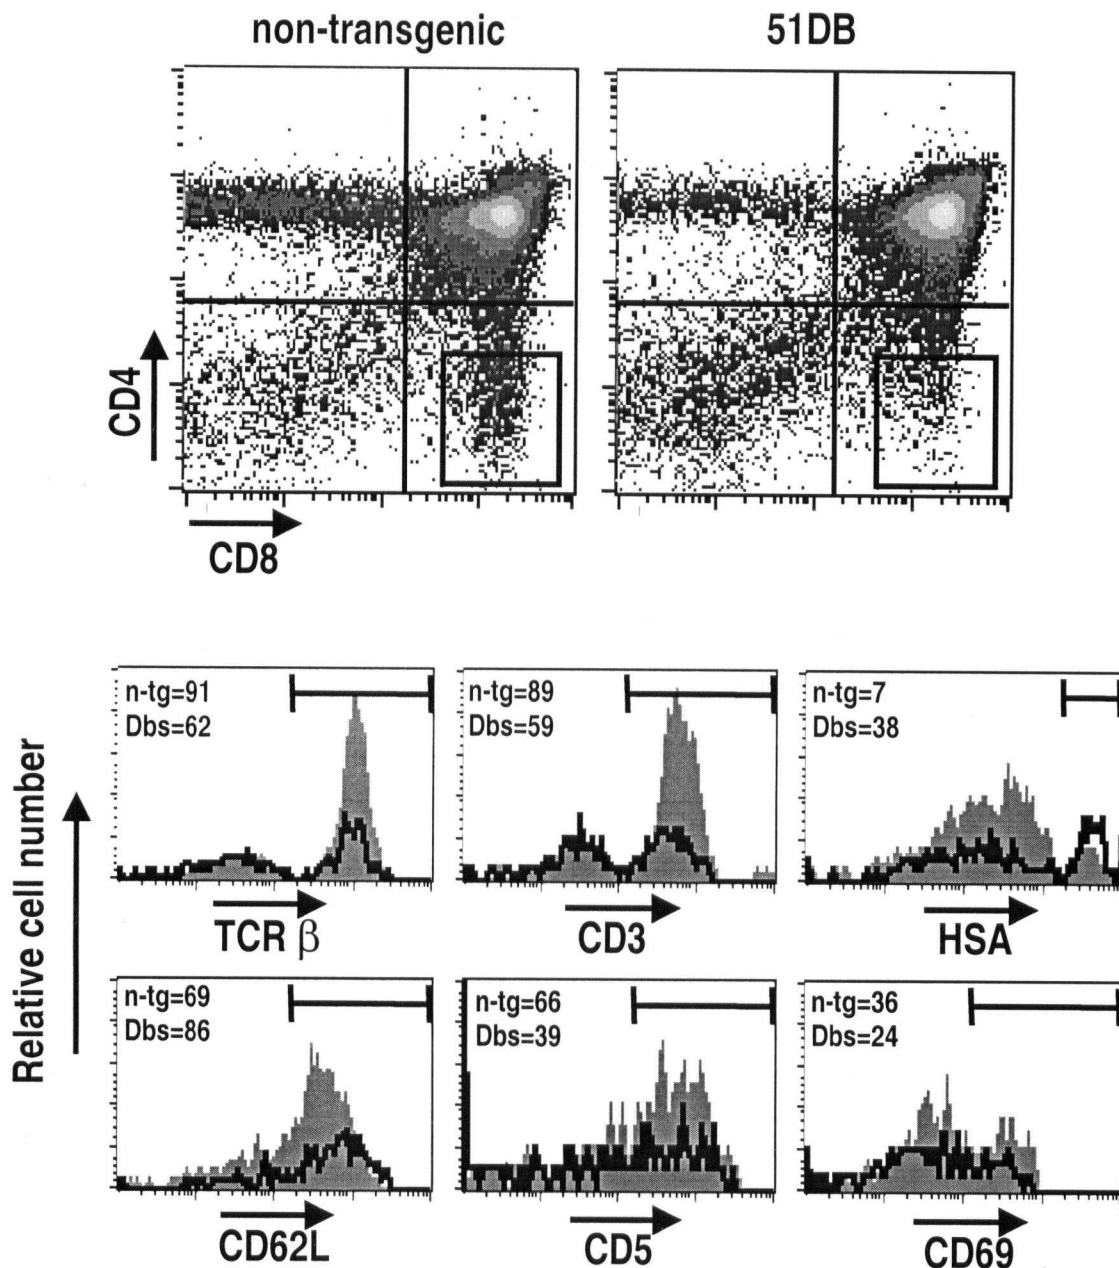 non-transgenic
51DB
CD4
CD8
Relative cell number
n-tg=91
Dbs=62
TCR β
n-tg=89
Dbs=59
CD3
n-tg=7
Dbs=38
HSA
n-tg=69
Dbs=86
CD62L
n-tg=66
Dbs=39
CD5
n-tg=36
Dbs=24
CD69